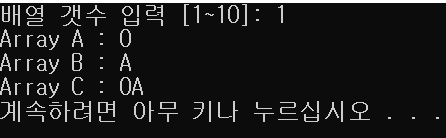 배열 갯수 입력 [1~10]: 1
Array A : 0
Array B : A
Array C : 0A
계속하려면 아무 키나 누르십시오 . . .